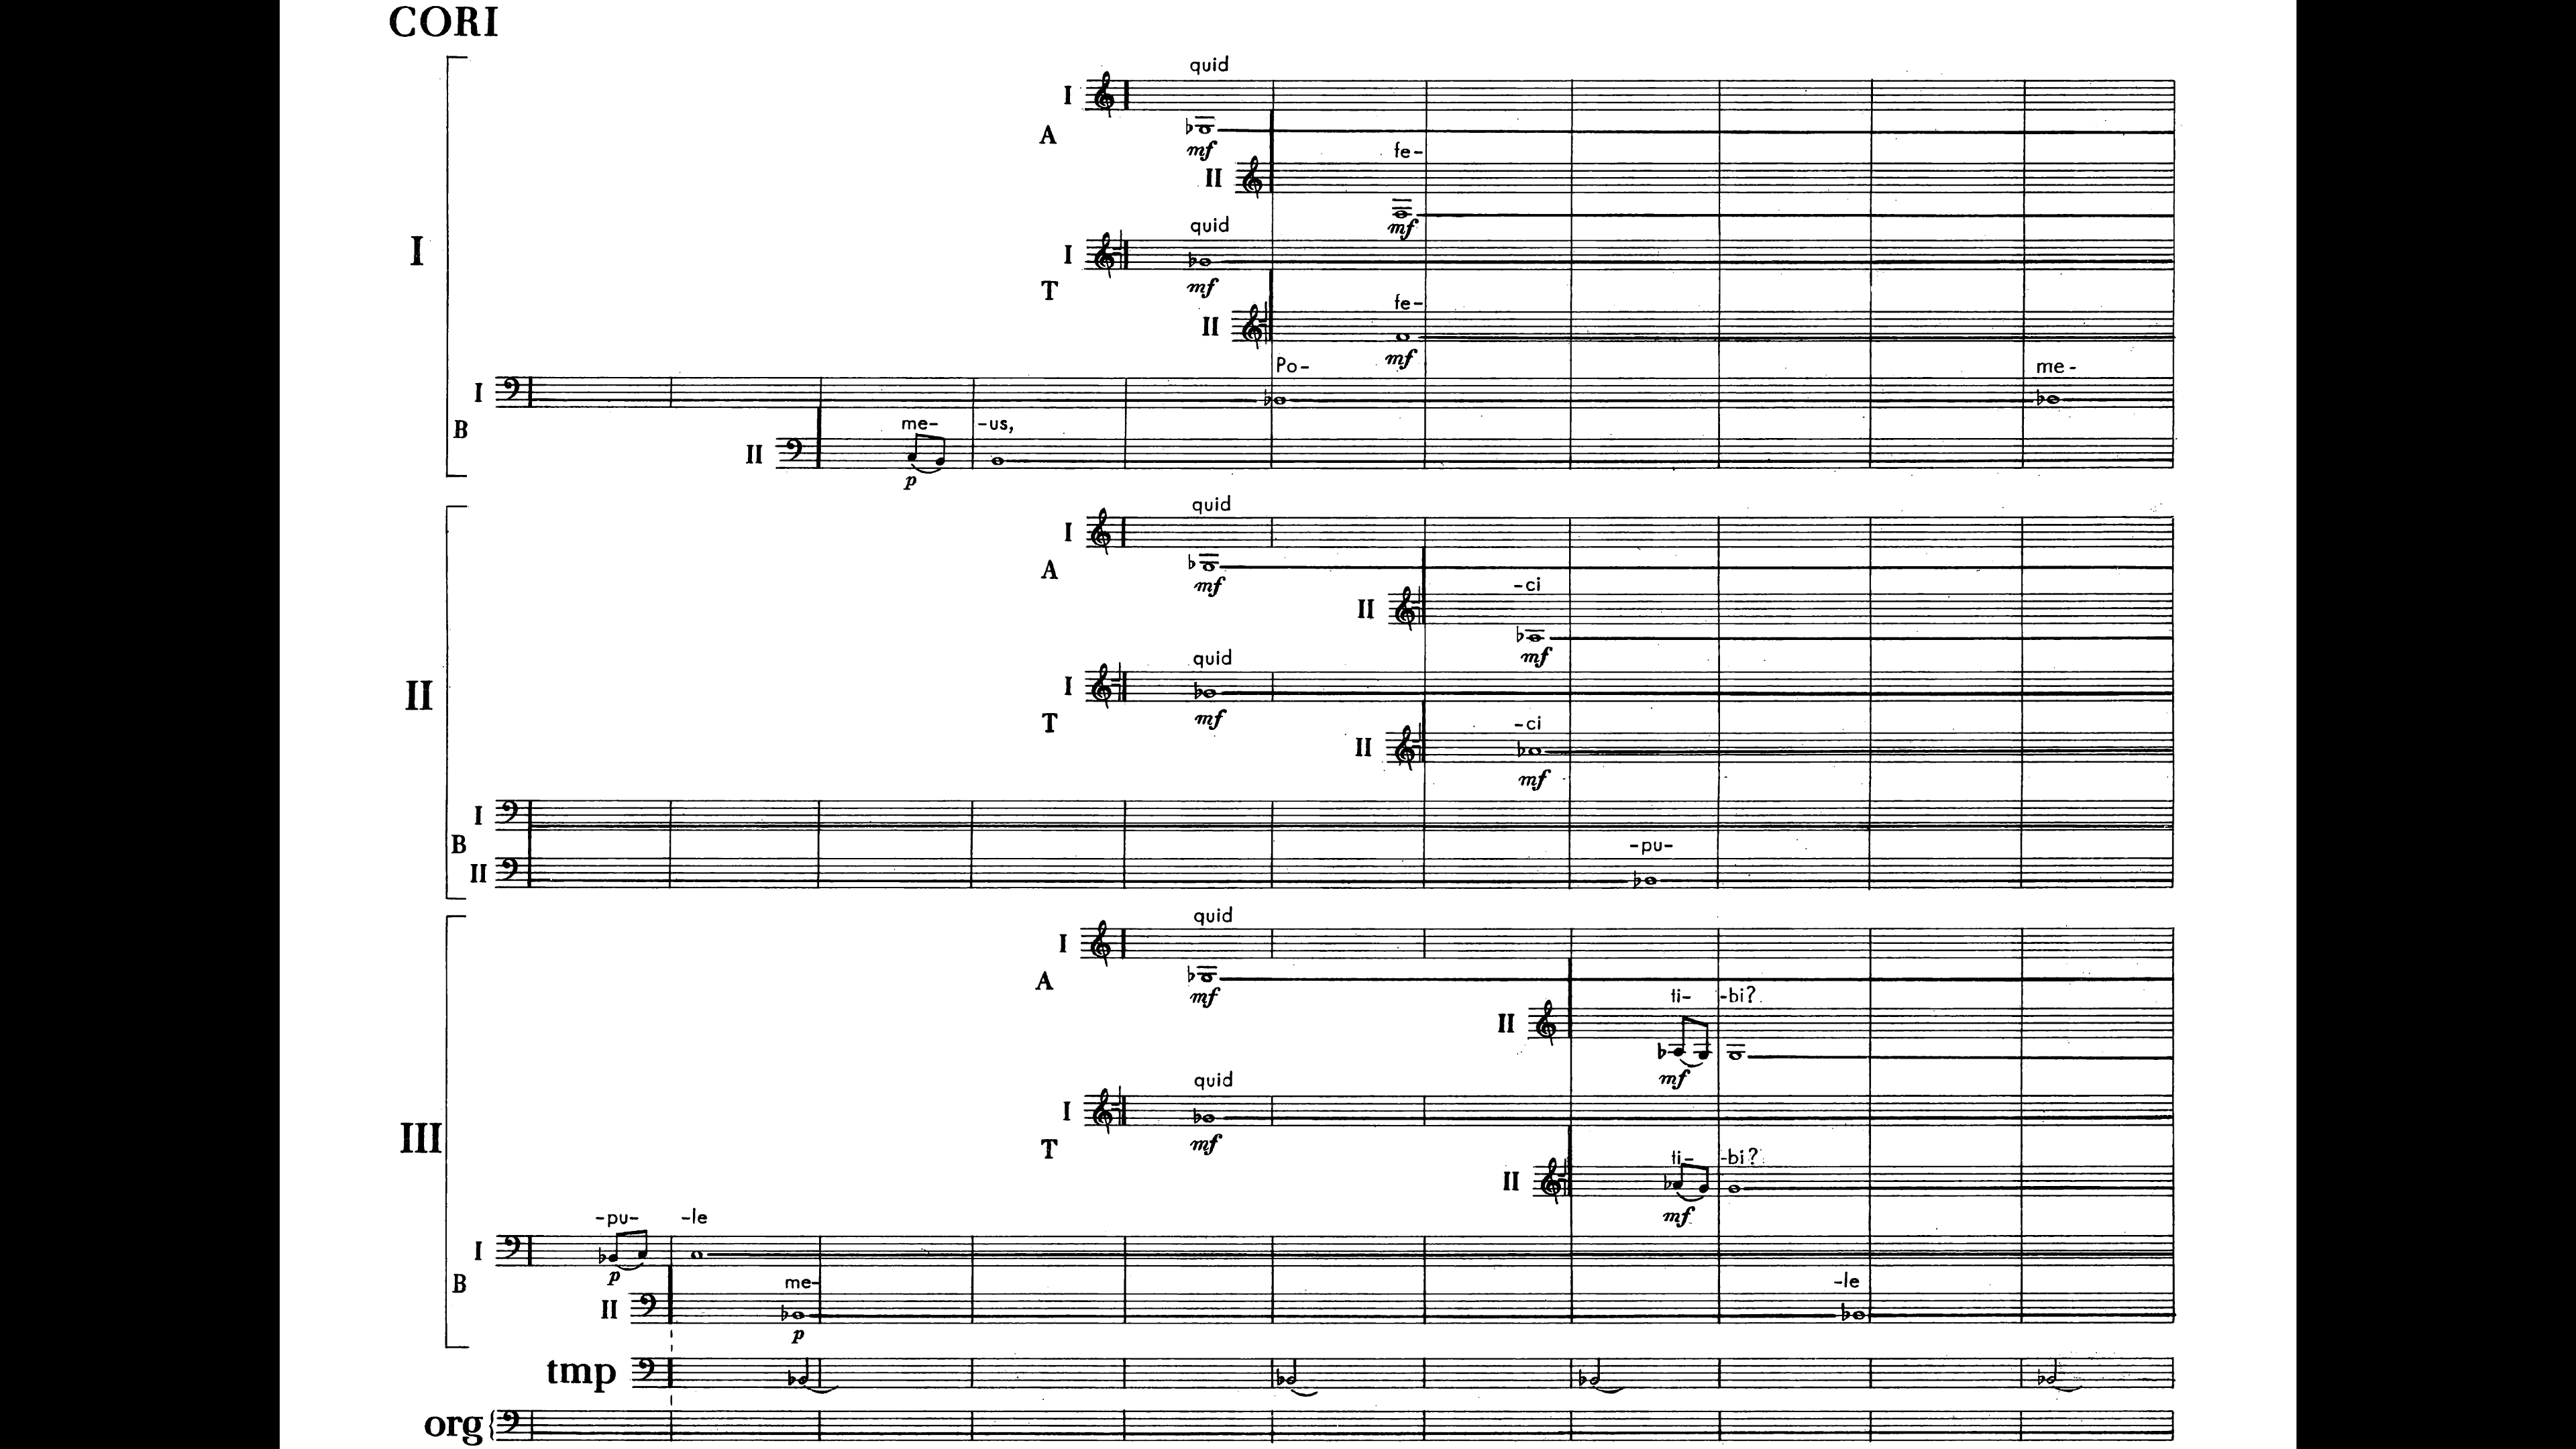 CORI
quid
I
A
mf
fe-
II
mf
I
quid
I
T
mf
fe-
II
mf
Po- me-
I
B
me- -us,
II
p
quid
I
A
mf
-ci
II
mf
II
quid
I
T
mf
-ci
II
mf
I
B
-pu-
II
quid
I
A
mf
ti- -bi?
II
mf
quid
III
I
T
mf
ti- -bi?
II
mf
-pu- -le
I
p
B
me- -le
II
p
tmp
org